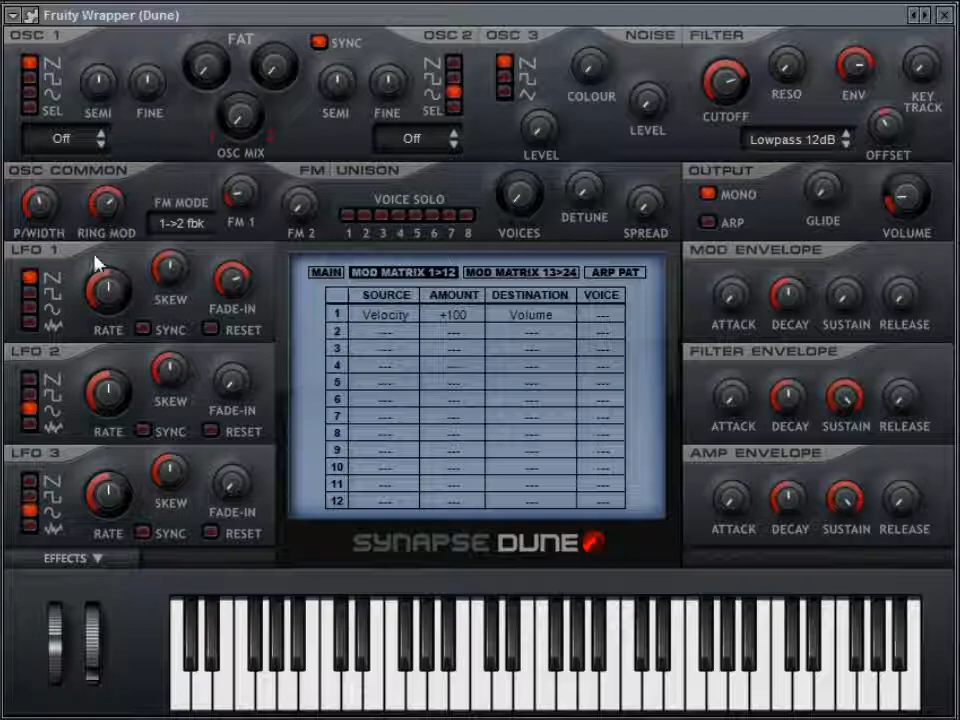 Fruity Wrapper (Dune)
OSC 1 FAT SYNC OSC 2 OSC 3 NOISE FILTER
SEL SEMI FINE SEMI FINE SEL COLOUR LEVEL CUTOFF RESO ENV KEY TRACK
Off 1 2 Off Lowpass 12dB
OSC MIX LEVEL OFFSET
OSC COMMON FM UNISON OUTPUT
P/WIDTH RING MOD FM MODE FM 1 FM 2 VOICE SOLO VOICES DETUNE SPREAD MONO ARP GLIDE VOLUME
1->2 fbk 1 2 3 4 5 6 7 8
LFO 1 MOD ENVELOPE
RATE SKEW FADE-IN ATTACK DECAY SUSTAIN RELEASE
SYNC RESET
MAIN MOD MATRIX 1>12 MOD MATRIX 13>24 ARP PAT
SOURCE AMOUNT DESTINATION VOICE
1 Velocity +100 Volume ---
2 --- --- --- ---
3 --- --- --- ---
4 --- --- --- ---
5 --- --- --- ---
6 --- --- --- ---
7 --- --- --- ---
8 --- --- --- ---
9 --- --- --- ---
10 --- --- --- ---
11 --- --- --- ---
12 --- --- --- ---
LFO 2 FILTER ENVELOPE
RATE SKEW FADE-IN ATTACK DECAY SUSTAIN RELEASE
SYNC RESET
LFO 3 AMP ENVELOPE
RATE SKEW FADE-IN ATTACK DECAY SUSTAIN RELEASE
SYNC RESET
SYNAPSE DUNE
EFFECTS